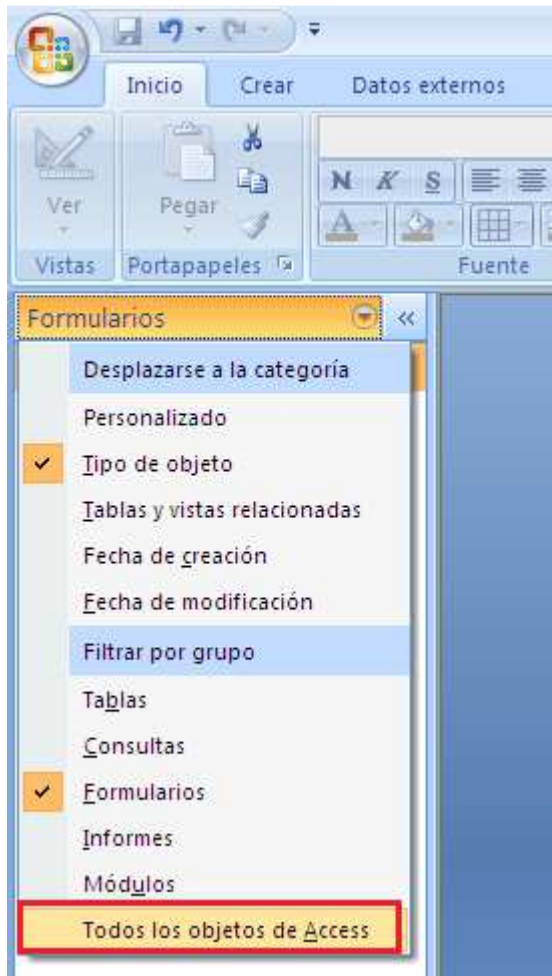 Inicio Crear Datos externos
Ver Pegar N K S
A
Vistas Portapapeles Fuente
Formularios «
Desplazarse a la categoría
Personalizado
Tipo de objeto
Tablas y vistas relacionadas
Fecha de creación
Fecha de modificación
Filtrar por grupo
Tablas
Consultas
Formularios
Informes
Módulos
Todos los objetos de Access